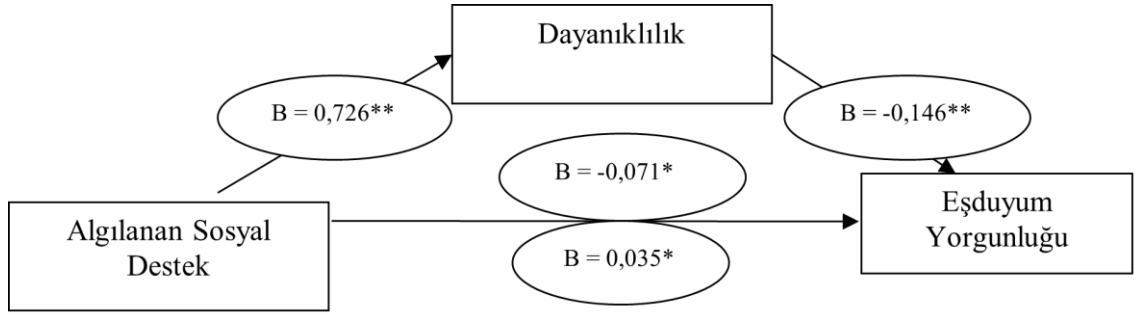 Dayanıklılık
B = 0,726**
B = -0,146**
B = -0,071*
Algılanan Sosyal
Destek
B = 0,035*
Eşduyum
Yorgunluğu